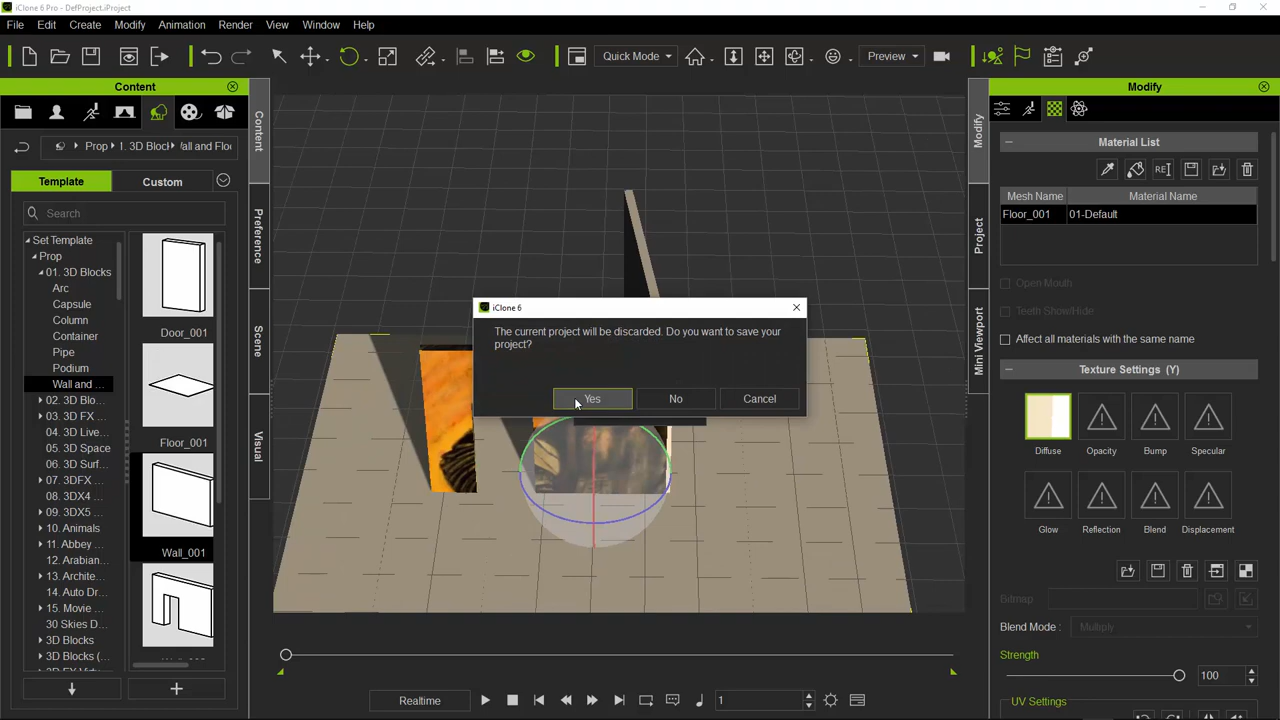 iClone 6 Pro - DefProject.iProject
File Edit Create Modify Animation Render View Window Help
Quick Mode
Preview
Content
Prop 1. 3D Block all and Floo
Template Custom
Search
Set Template
Prop
01. 3D Blocks
Arc
Capsule
Column
Container
Pipe
Podium
Wall and ...
02. 3D Blo...
03. 3D FX ...
04. 3D Live...
05. 3D Space
06. 3D Surf...
07. 3DFX ...
08. 3DX4 ...
09. 3DX5 ...
10. Animals
11. Abbey ...
12. Arabian...
13. Archite...
14. Auto Dr...
15. Movie ...
30 Skies D...
3D Blocks
3D Blocks (...
Door_001
Floor_001
Wall_001
Content
Preference
Scene
Visual
iClone 6
The current project will be discarded. Do you want to save your
project?
Yes No Cancel
Realtime
1
Modify
Project
Mini Viewport
Modify
Material List
Mesh Name Material Name
Floor_001 01-Default
Open Mouth
Teeth Show/Hide
Affect all materials with the same name
Texture Settings (Y)
Diffuse Opacity Bump Specular
Glow Reflection Blend Displacement
Bitmap
Blend Mode : Multiply
Strength
100
UV Settings